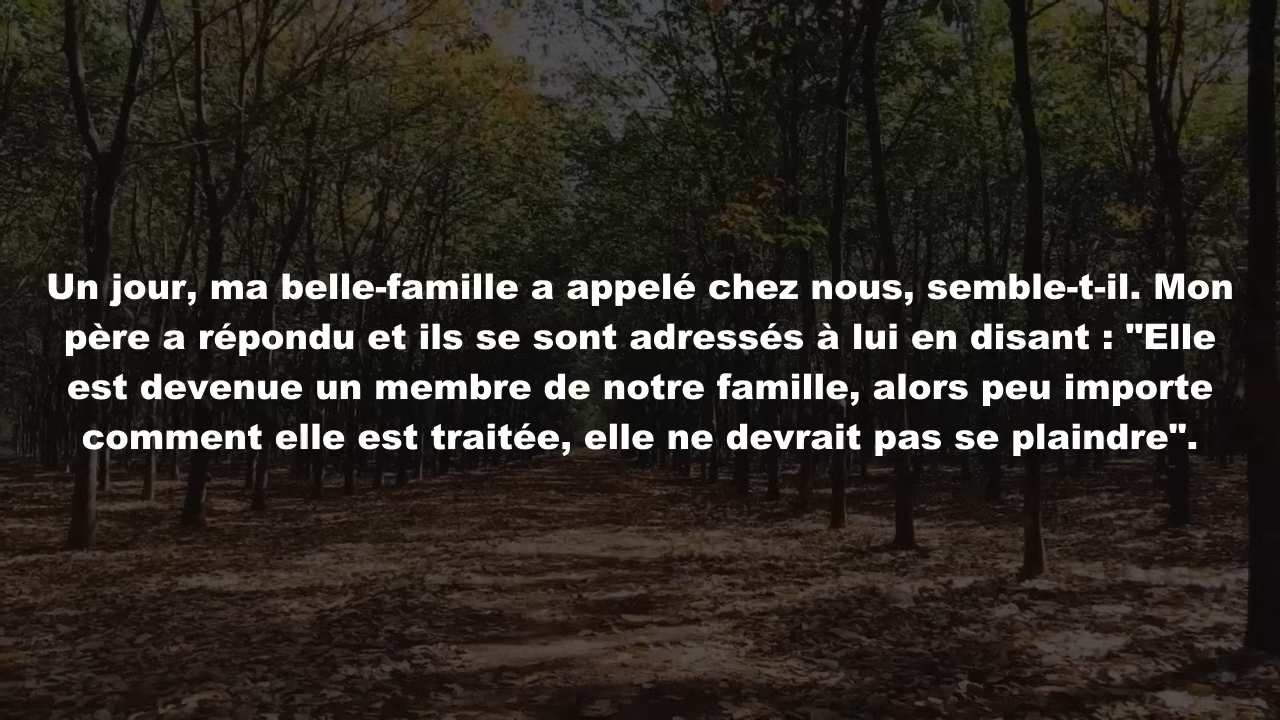 Un jour, ma belle-famille a appelé chez nous, semble-t-il. Mon
père a répondu et ils se sont adressés à lui en disant : "Elle
est devenue un membre de notre famille, alors peu importe
comment elle est traitée, elle ne devrait pas se plaindre".